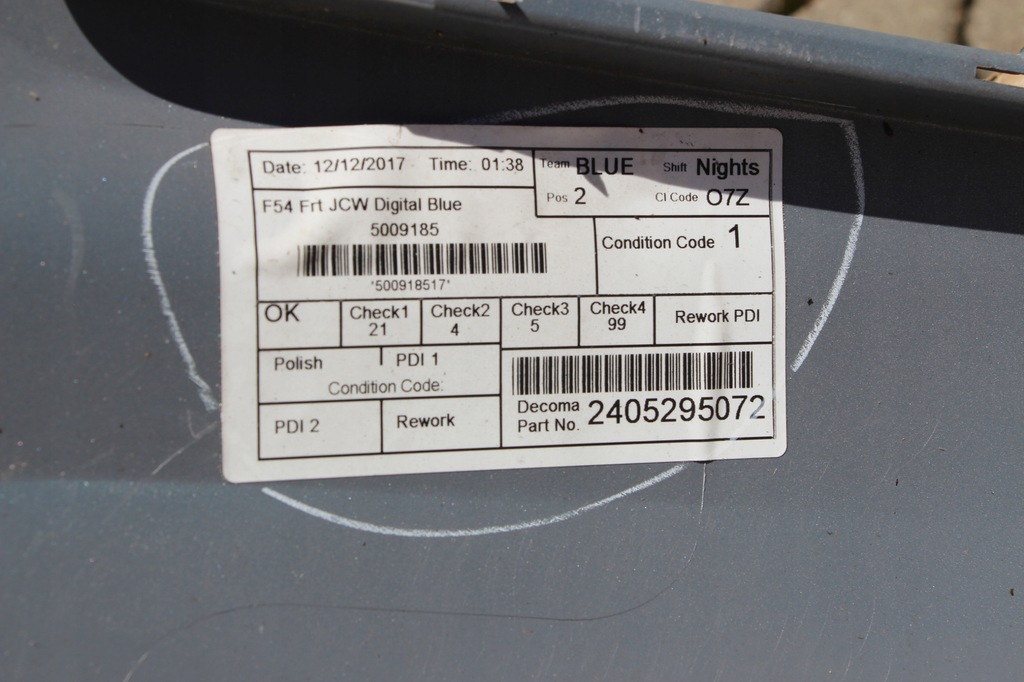 Date: 12/12/2017 Time: 01:38
Team BLUE Shift Nights
Pos 2 CI Code O7Z
F54 Frt JCW Digital Blue
5009185
*500918517*
Condition Code 1
OK Check1 Check2 Check3 Check4 Rework PDI
21 4 5 99
Polish PDI 1
Condition Code:
PDI 2 Rework
Decoma
Part No. 2405295072